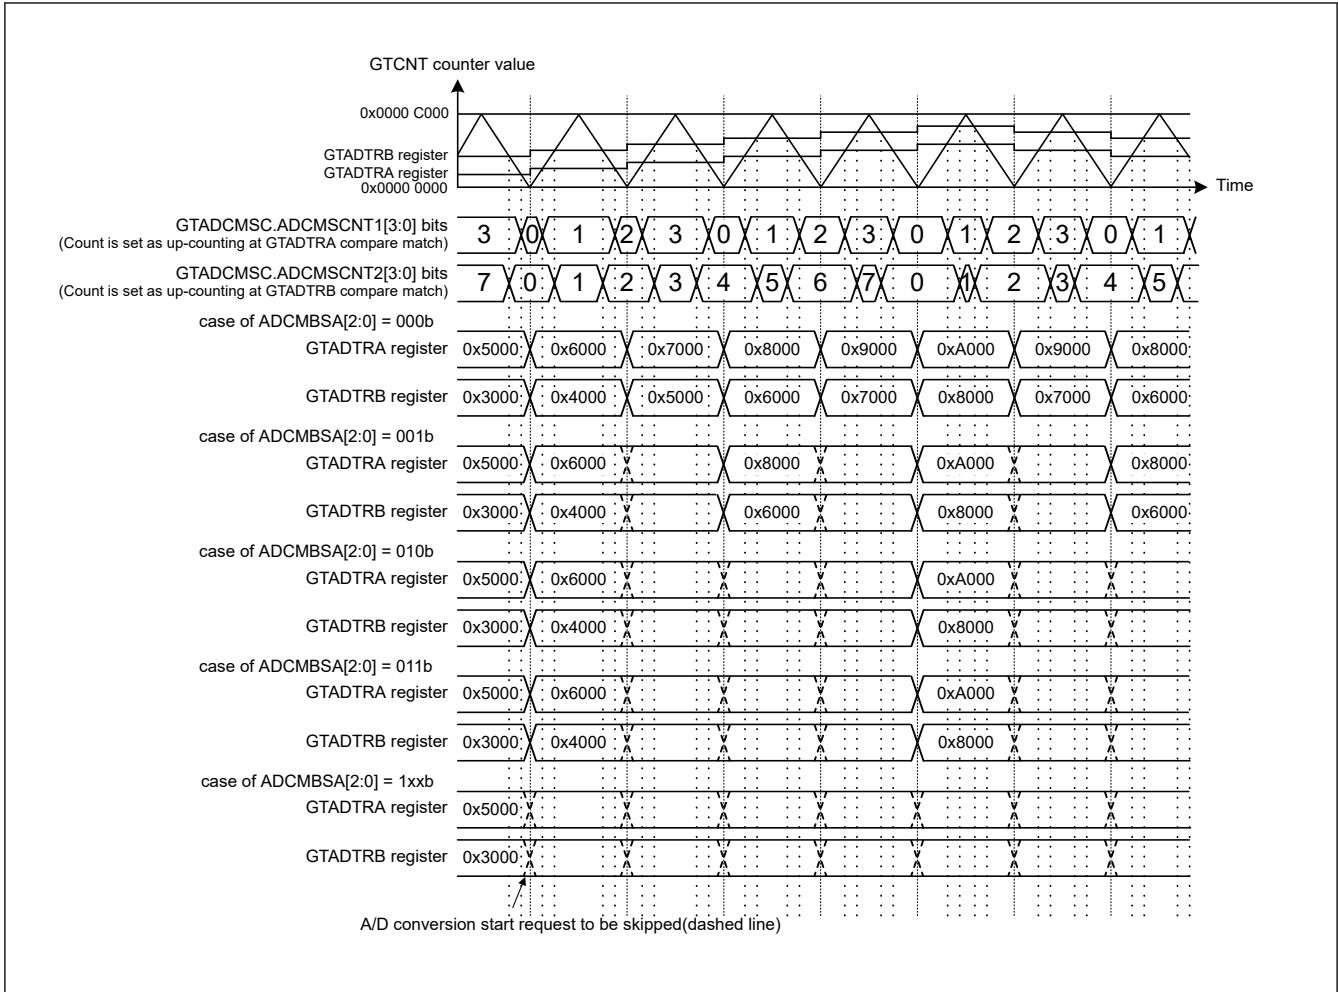 GTCNT counter value
0x0000 C000
GTADTRB register
GTADTRA register
0x0000 0000
Time
GTADCMSC.ADCMSCNT1[3:0] bits
(Count is set as up-counting at GTADTRA compare match)
3 0 1 2 3 0 1 2 3 0 1 2 3 0 1
GTADCMSC.ADCMSCNT2[3:0] bits
(Count is set as up-counting at GTADTRB compare match)
7 0 1 2 3 4 5 6 7 0 1 2 3 4 5
case of ADCMBSA[2:0] = 000b
GTADTRA register 0x5000 0x6000 0x7000 0x8000 0x9000 0xA000 0x9000 0x8000
GTADTRB register 0x3000 0x4000 0x5000 0x6000 0x7000 0x8000 0x7000 0x6000
case of ADCMBSA[2:0] = 001b
GTADTRA register 0x5000 0x6000 0x8000 0xA000 0x8000
GTADTRB register 0x3000 0x4000 0x6000 0x8000 0x6000
case of ADCMBSA[2:0] = 010b
GTADTRA register 0x5000 0x6000 0xA000
GTADTRB register 0x3000 0x4000 0x8000
case of ADCMBSA[2:0] = 011b
GTADTRA register 0x5000 0x6000 0xA000
GTADTRB register 0x3000 0x4000 0x8000
case of ADCMBSA[2:0] = 1xxb
GTADTRA register 0x5000
GTADTRB register 0x3000
A/D conversion start request to be skipped(dashed line)